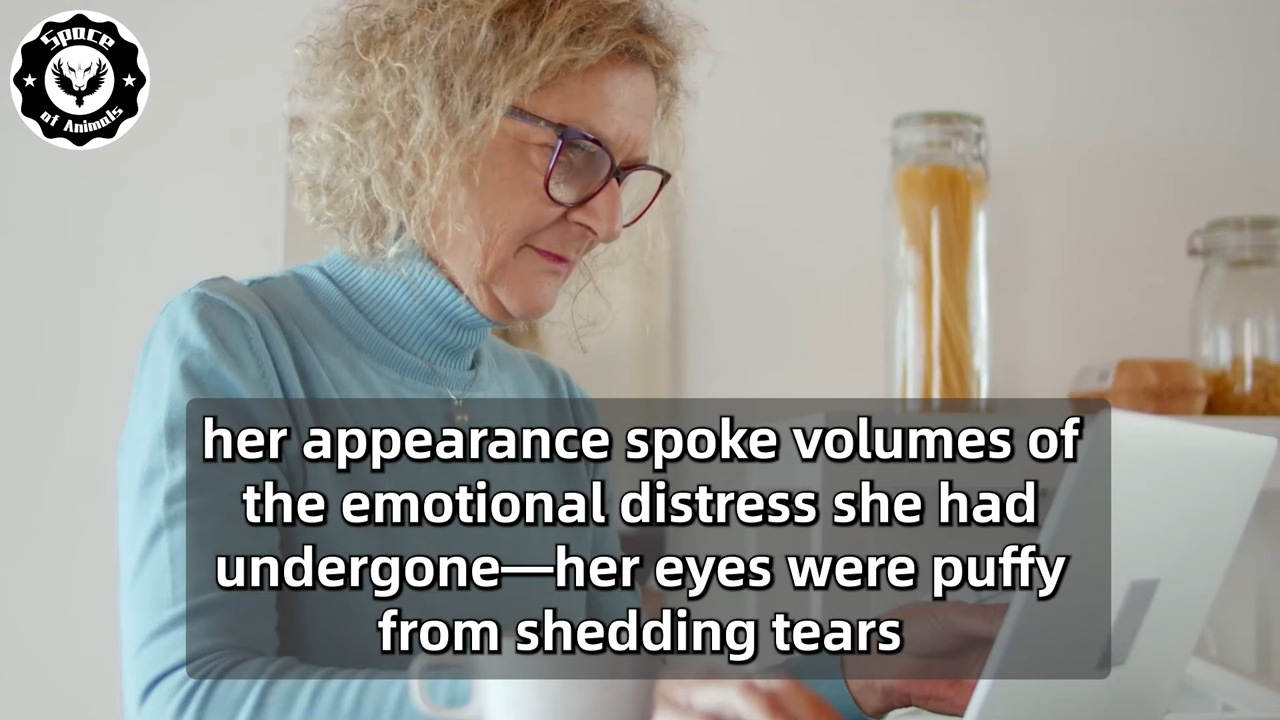 Space
of Animals
her appearance spoke volumes of
the emotional distress she had
undergone—her eyes were puffy
from shedding tears